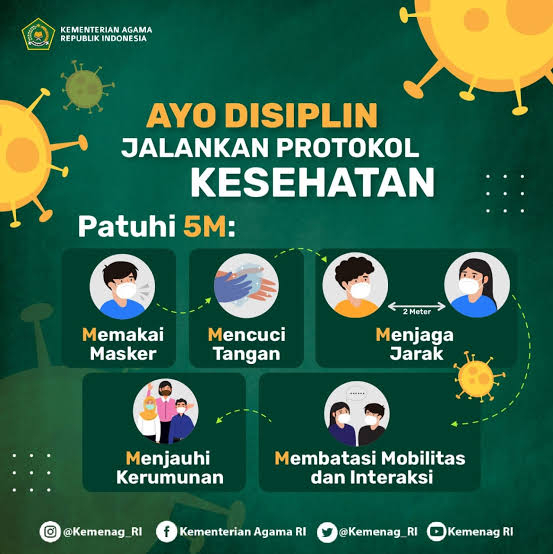 KEMENTERIAN AGAMA
REPUBLIK INDONESIA
AYO DISIPLIN
JALANKAN PROTOKOL
KESEHATAN
Patuhi 5M:
Memakai
Masker
Mencuci
Tangan
2 Meter
Menjaga
Jarak
Menjauhi
Kerumunan
Membatasi Mobilitas
dan Interaksi
@Kemenag_RI
Kementerian Agama RI
@Kemenag_RI
Kemenag RI